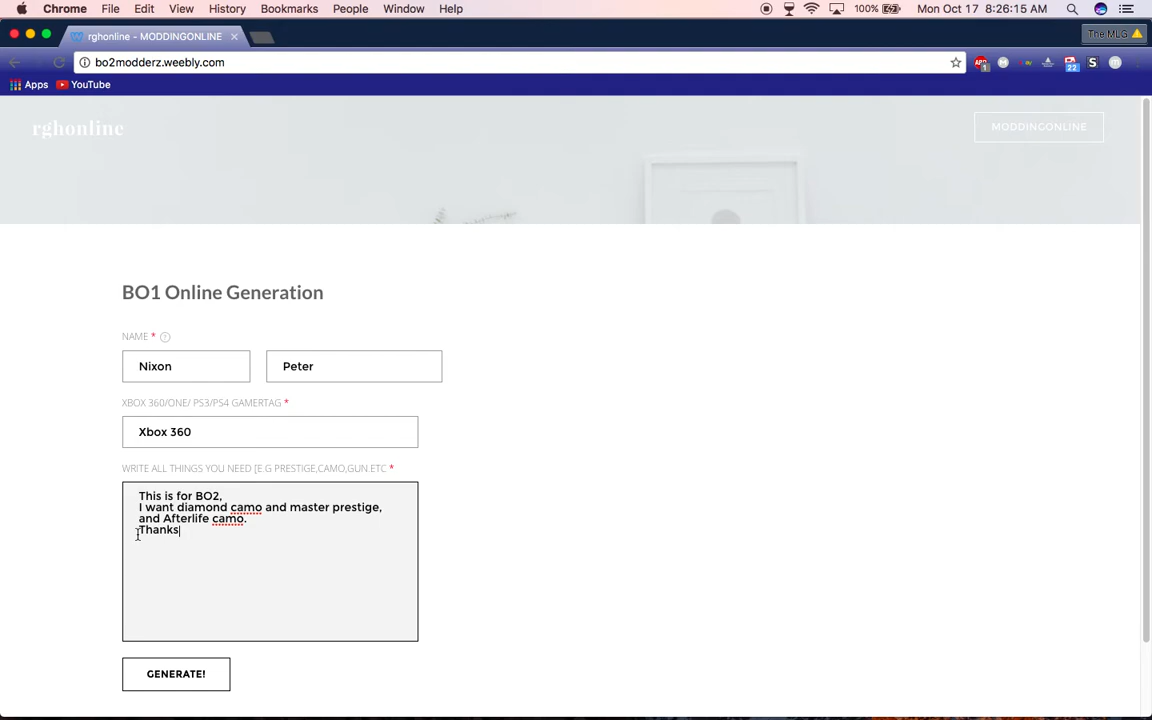 Chrome File Edit View History Bookmarks People Window Help 100% Mon Oct 17 8:26:15 AM
rghonline - MODDINGONLINE The MLG
bo2modderz.weebly.com
ABP 1 M 22 S m
Apps YouTube
rghonline MODDINGONLINE
BO1 Online Generation
NAME * ?
Nixon Peter
XBOX 360/ONE/ PS3/PS4 GAMERTAG *
Xbox 360
WRITE ALL THINGS YOU NEED [E.G PRESTIGE,CAMO,GUN.ETC *
This is for BO2,
I want diamond camo and master prestige,
and Afterlife camo.
Thanks
GENERATE!